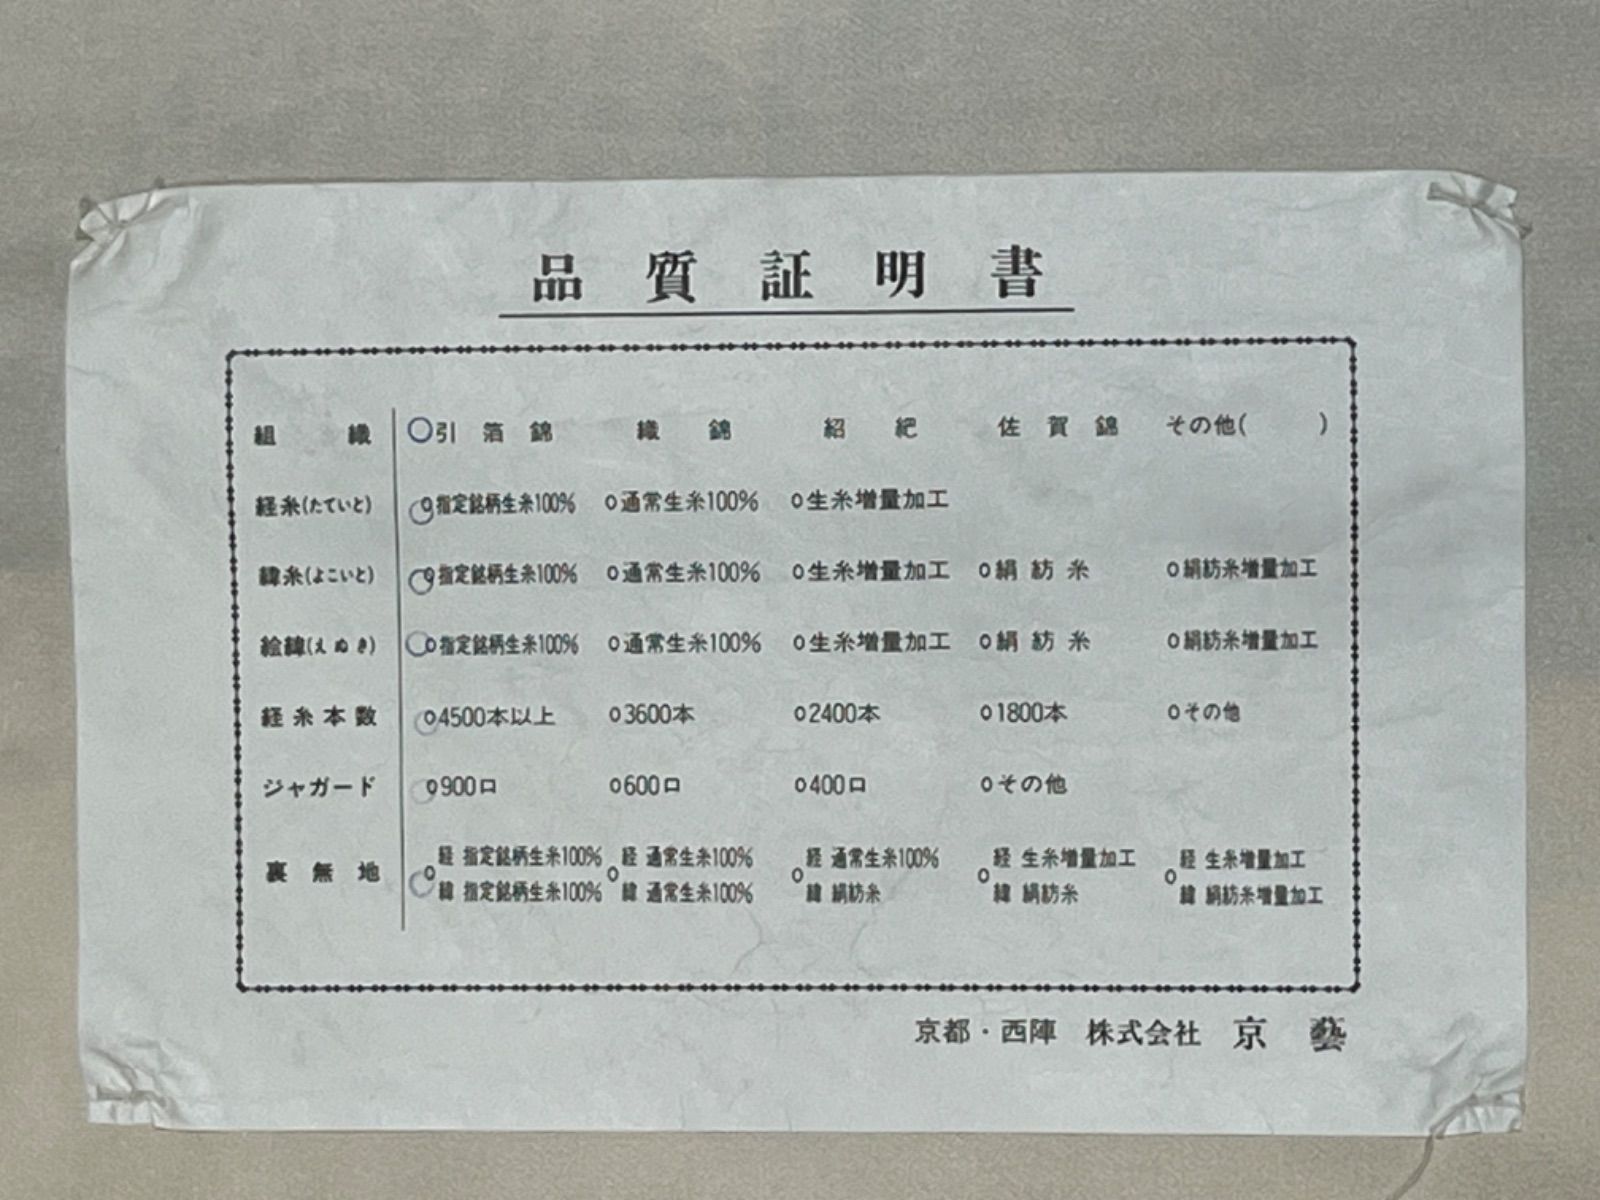 品質証明書
組織 ○引箔錦 織錦 紹紦 佐賀錦 その他( )
経糸(たていと) ○指定銘柄生糸100% ○通常生糸100% ○生糸増量加工
緯糸(よこいと) ○指定銘柄生糸100% ○通常生糸100% ○生糸増量加工 ○絹紡糸 ○絹紡糸増量加工
絵緯(えぬき) ○指定銘柄生糸100% ○通常生糸100% ○生糸増量加工 ○絹紡糸 ○絹紡糸増量加工
経糸本数 ○4500本以上 ○3600本 ○2400本 ○1800本 ○その他
ジャガード ○900口 ○600口 ○400口 ○その他
裏無地 ○経 指定銘柄生糸100% ○経 通常生糸100% ○経 通常生糸100% ○経 生糸増量加工 ○経 生糸増量加工
緯 指定銘柄生糸100% 緯 通常生糸100% 緯 絹紡糸 緯 絹紡糸 緯 絹紡糸増量加工
京都・西陣 株式会社 京藝